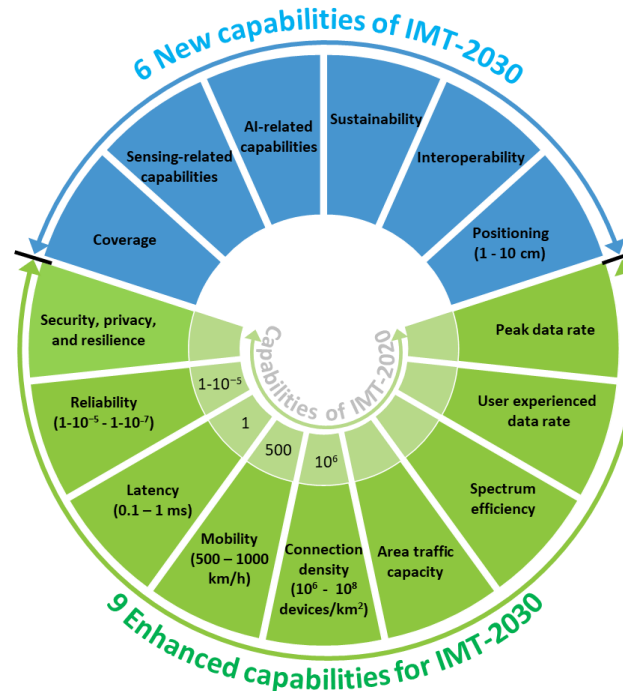 6 New capabilities of IMT-2030
Coverage
Sensing-related
capabilities
AI-related
capabilities
Sustainability
Interoperability
Positioning
(1 - 10 cm)
Peak data rate
User experienced
data rate
Spectrum
efficiency
Area traffic
capacity
Connection
density
(10⁶ - 10⁸
devices/km²)
Mobility
(500 – 1000
km/h)
Latency
(0.1 – 1 ms)
Reliability
(1-10⁻⁵ - 1-10⁻⁷)
Security, privacy,
and resilience
Capabilities of IMT-2020
1-10⁻⁵
1
500
10⁶
9 Enhanced capabilities for IMT-2030